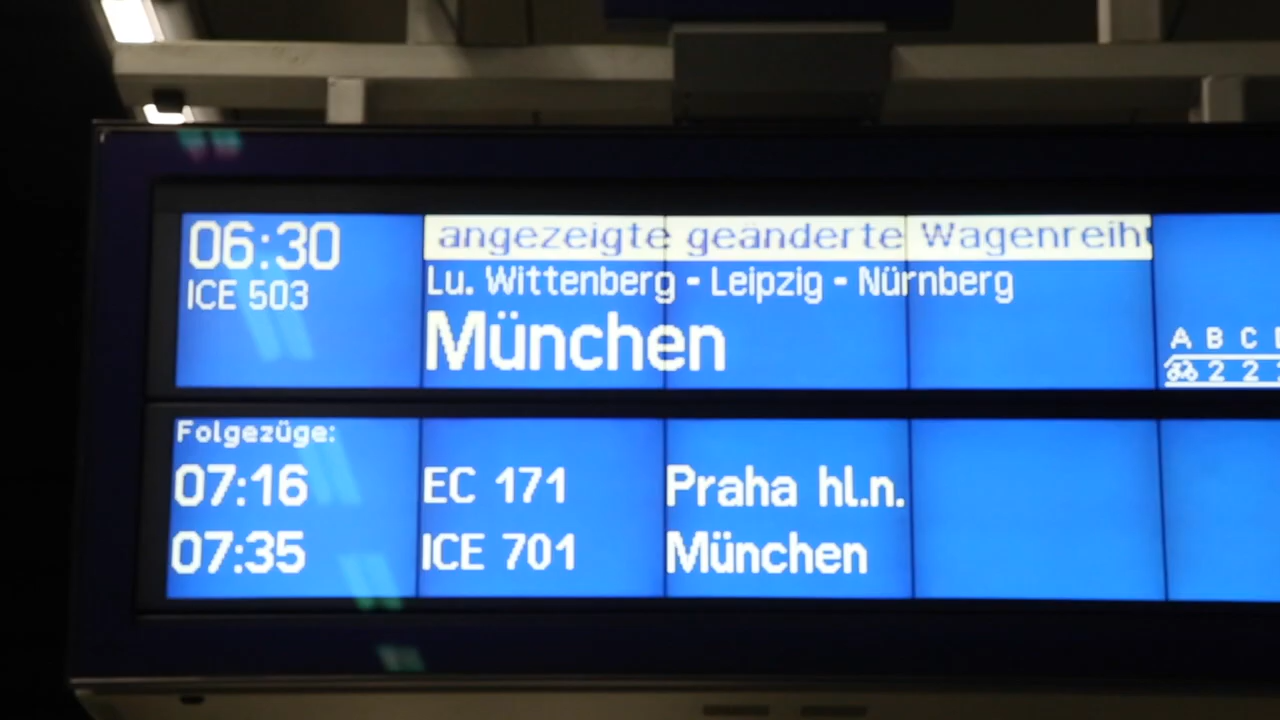 06:30
angezeigte geänderte
ICE 503
Lu. Wittenberg - Leipzig - Nürnberg
München
A B C
2 2
Folgezüge:
07:16 EC 171 Praha hl.n.
07:35 ICE 701 München